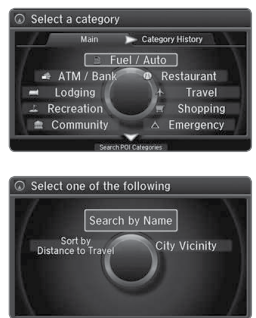 Select a category
Main
Category History
Fuel / Auto
ATM / Bank
Restaurant
Lodging
Travel
Recreation
Shopping
Community
Emergency
Search POI Categories
Select one of the following
Search by Name
Sort by
Distance to Travel
City Vicinity